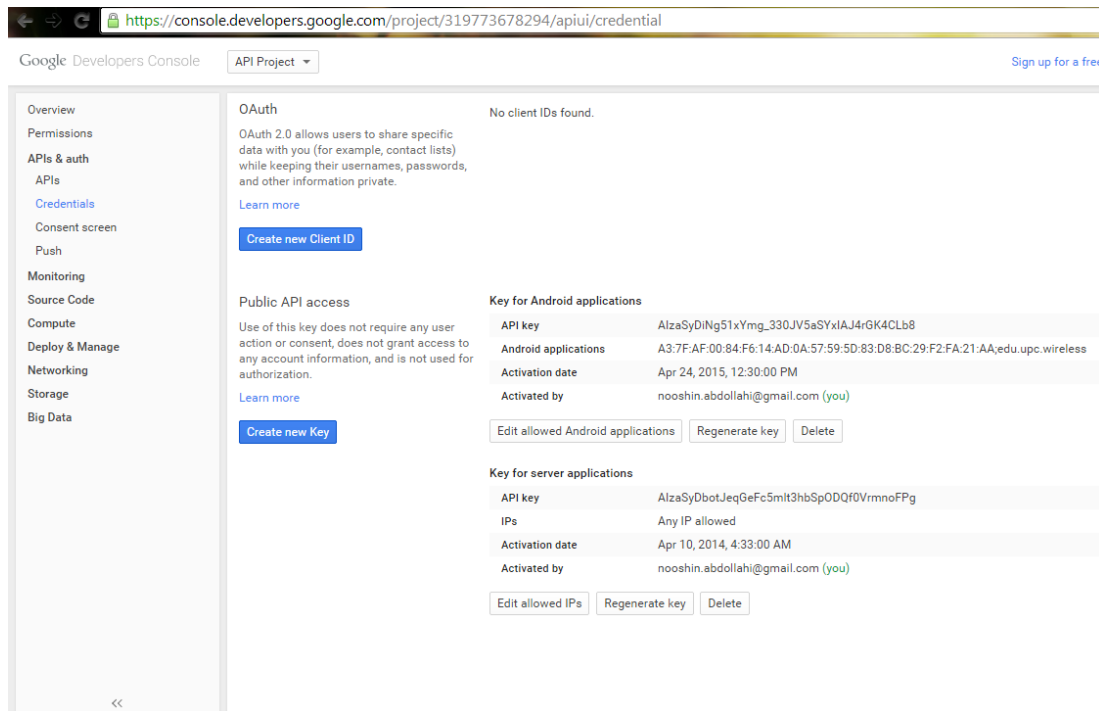 https://console.developers.google.com/project/319773678294/apiui/credential
Google Developers Console
API Project
Sign up for a free
Overview
Permissions
APIs & auth
APIs
Credentials
Consent screen
Push
Monitoring
Source Code
Compute
Deploy & Manage
Networking
Storage
Big Data
OAuth
OAuth 2.0 allows users to share specific
data with you (for example, contact lists)
while keeping their usernames, passwords,
and other information private.
Learn more
Create new Client ID
No client IDs found.
Public API access
Use of this key does not require any user
action or consent, does not grant access to
any account information, and is not used for
authorization.
Learn more
Create new Key
Key for Android applications
API key
Android applications A3:7F:AF:00:84:F6:14:AD:0A:57:59:5D:83:D8:BC:29:F2:FA:21:AA;edu.upc.wireless
Activation date Apr 24, 2015, 12:30:00 PM
Activated by nooshin.abdollahi@gmail.com (you)
Edit allowed Android applications Regenerate key Delete
Key for server applications
API key
IPs Any IP allowed
Activation date Apr 10, 2014, 4:33:00 AM
Activated by nooshin.abdollahi@gmail.com (you)
Edit allowed IPs Regenerate key Delete
<<